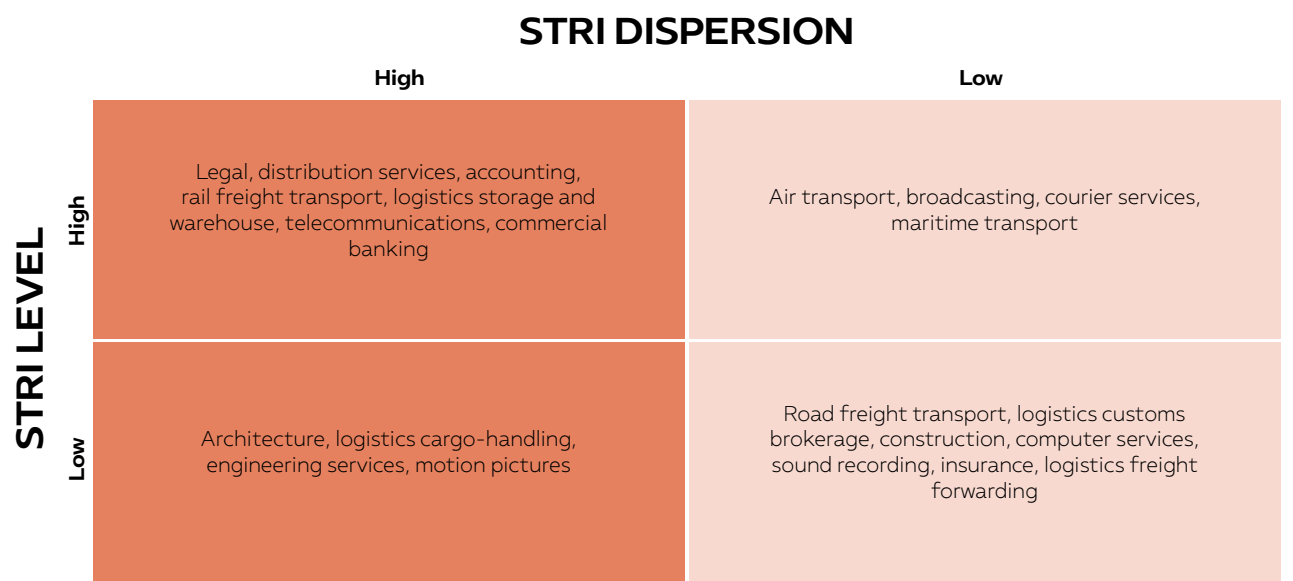 STRI DISPERSION
High
Low
STRI LEVEL
High
Legal, distribution services, accounting,
rail freight transport, logistics storage and
warehouse, telecommunications, commercial
banking
Air transport, broadcasting, courier services,
maritime transport
Low
Architecture, logistics cargo-handling,
engineering services, motion pictures
Road freight transport, logistics customs
brokerage, construction, computer services,
sound recording, insurance, logistics freight
forwarding